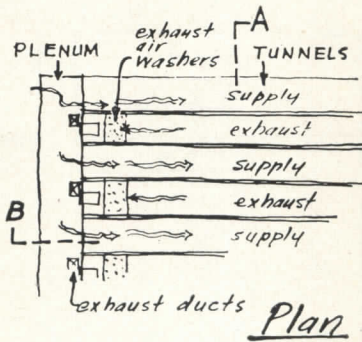 A
exhaust
air
washers
PLENUM
TUNNELS
supply
exhaust
supply
exhaust
B
supply
exhaust ducts
Plan